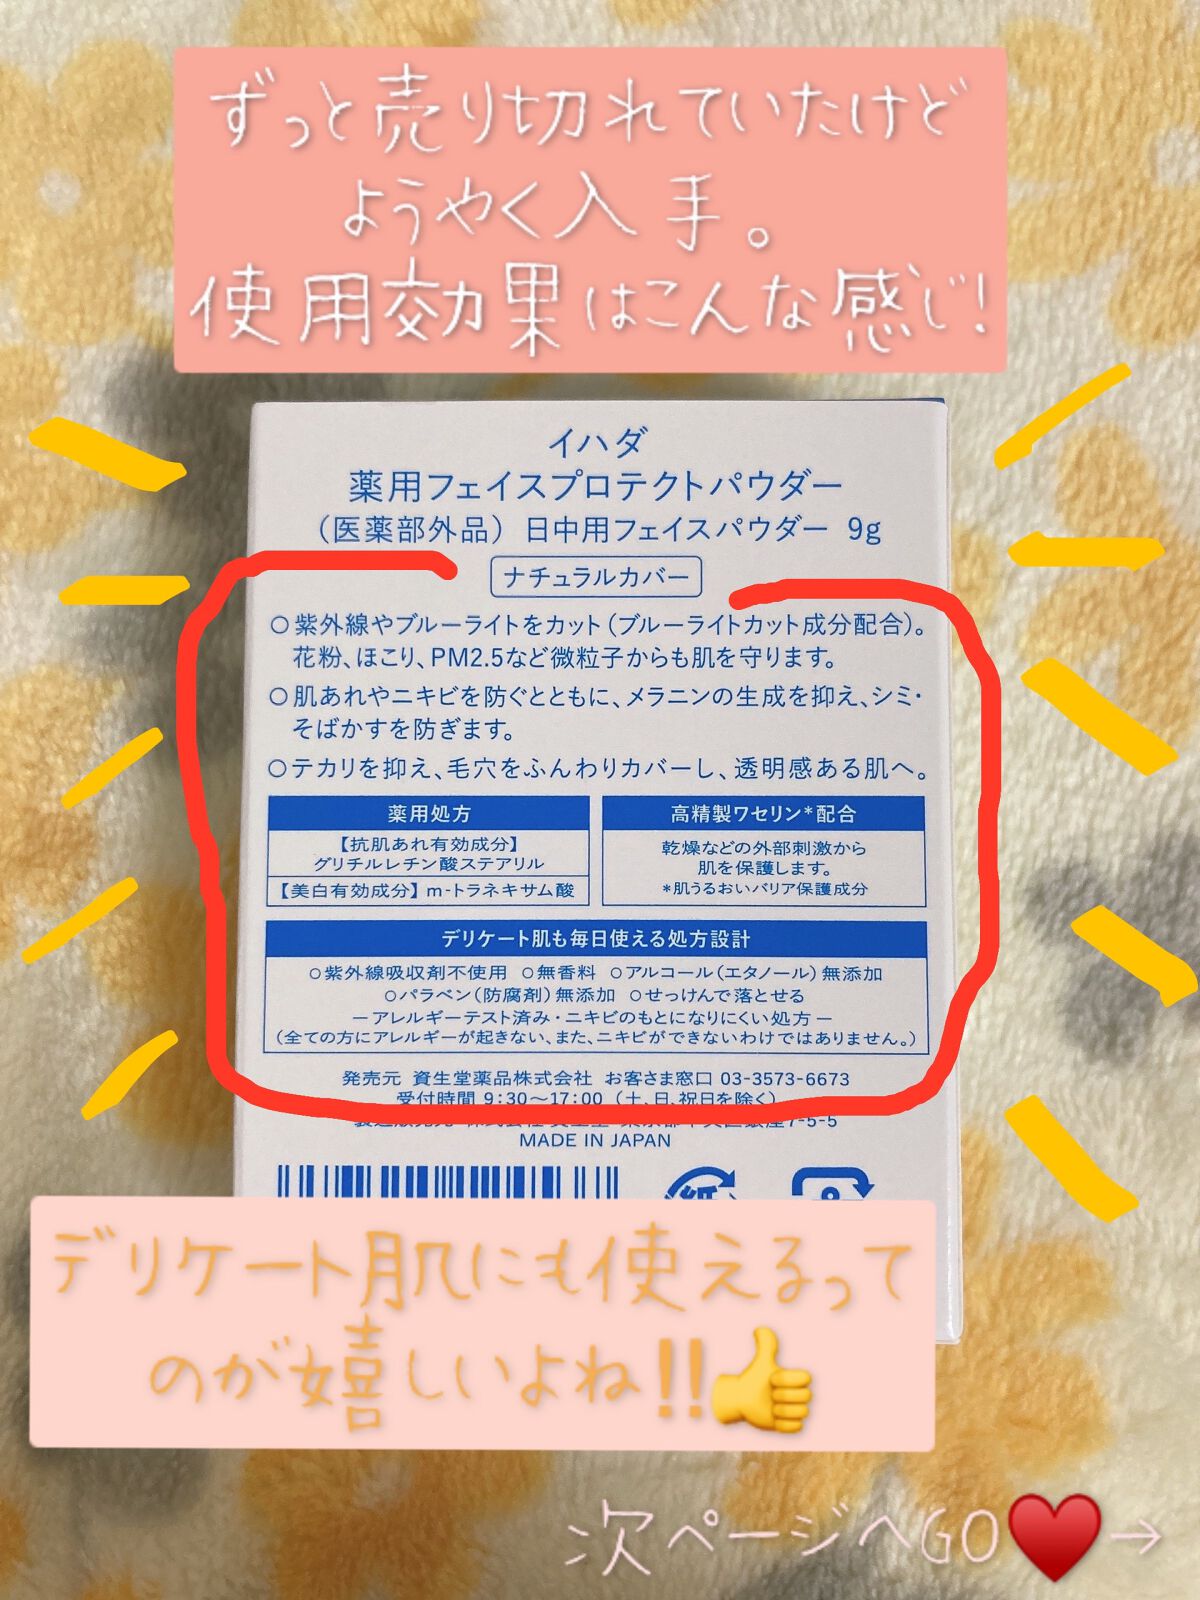 ずっと売り切れていたけど
ようやく入手。
使用効果はこんな感じ!
イハダ
薬用フェイスプロテクトパウダー
（医薬部外品）日中用フェイスパウダー 9g
ナチュラルカバー
○紫外線やブルーライトをカット（ブルーライトカット成分配合）。
花粉、ほこり、PM2.5など微粒子からも肌を守ります。
○肌あれやニキビを防ぐとともに、メラニンの生成を抑え、シミ・
そばかすを防ぎます。
○テカリを抑え、毛穴をふんわりカバーし、透明感ある肌へ。
薬用処方
【抗肌あれ有効成分】
グリチルレチン酸ステアリル
【美白有効成分】m-トラネキサム酸
高精製ワセリン*配合
乾燥などの外部刺激から
肌を保護します。
*肌うるおいバリア保護成分
デリケート肌も毎日使える処方設計
○紫外線吸収剤不使用 ○無香料 ○アルコール（エタノール）無添加
○パラベン（防腐剤）無添加 ○せっけんで落とせる
－アレルギーテスト済み・ニキビのもとになりにくい処方－
（全ての方にアレルギーが起きない、また、ニキビができないわけではありません。）
発売元 資生堂薬品株式会社 お客さま窓口 03-3573-6673
受付時間 9:30～17:00（土、日、祝日を除く）
7-5-5
MADE IN JAPAN
デリケート肌にも使えるって
のが嬉しいよね‼👍
次ページへGO♥→